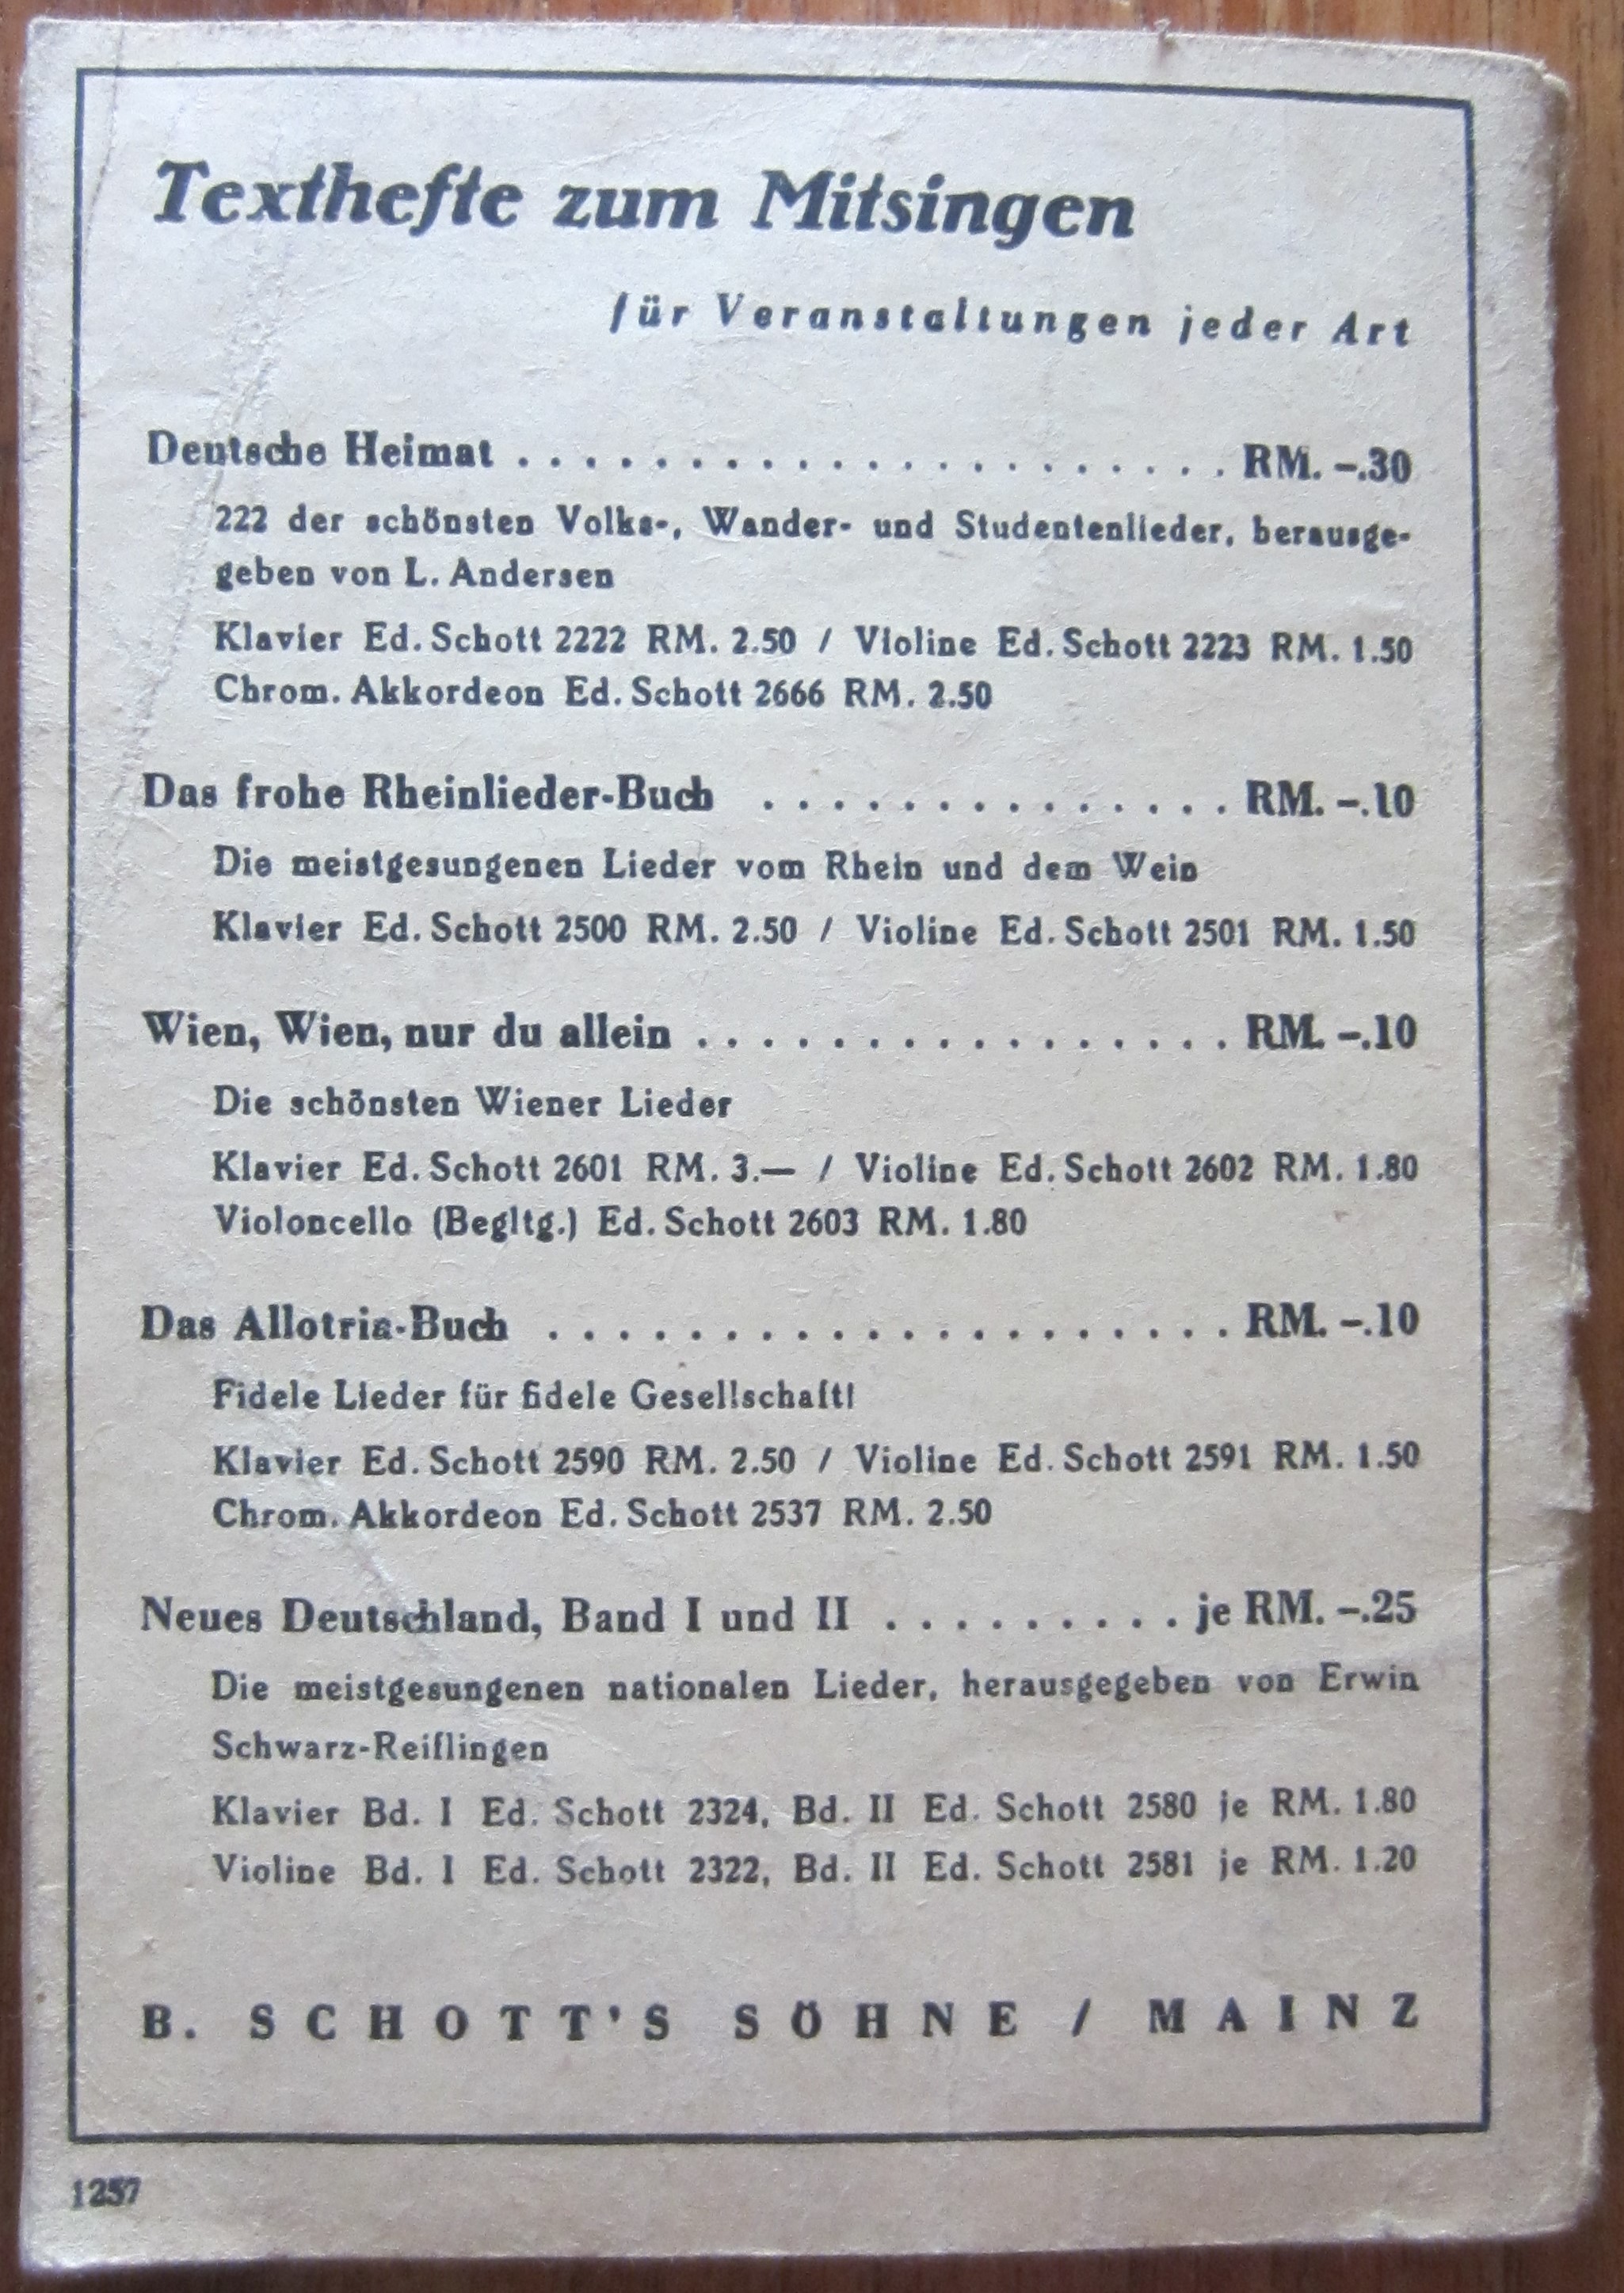 Texthefte zum Mitsingen
für Veranstaltungen jeder Art
Deutsche Heimat . . . . . . . . . . . . . . . . . . . . . RM. –.30
222 der schönsten Volks-, Wander- und Studentenlieder, herausge-
geben von L. Andersen
Klavier Ed. Schott 2222 RM. 2.50 / Violine Ed. Schott 2223 RM. 1.50
Chrom. Akkordeon Ed. Schott 2666 RM. 2.50
Das frohe Rheinlieder-Buch . . . . . . . . . . . . . . RM. –.10
Die meistgesungenen Lieder vom Rhein und dem Wein
Klavier Ed. Schott 2500 RM. 2.50 / Violine Ed. Schott 2501 RM. 1.50
Wien, Wien, nur du allein . . . . . . . . . . . . . . . . RM. –.10
Die schönsten Wiener Lieder
Klavier Ed. Schott 2601 RM. 3.— / Violine Ed. Schott 2602 RM. 1.80
Violoncello (Begltg.) Ed. Schott 2603 RM. 1.80
Das Allotria-Buch . . . . . . . . . . . . . . . . . . . . RM. –.10
Fidele Lieder für fidele Gesellschaft!
Klavier Ed. Schott 2590 RM. 2.50 / Violine Ed. Schott 2591 RM. 1.50
Chrom. Akkordeon Ed. Schott 2537 RM. 2.50
Neues Deutschland, Band I und II . . . . . . . . . je RM. –.25
Die meistgesungenen nationalen Lieder, herausgegeben von Erwin
Schwarz-Reiflingen
Klavier Bd. I Ed. Schott 2324, Bd. II Ed. Schott 2580 je RM. 1.80
Violine Bd. I Ed. Schott 2322, Bd. II Ed. Schott 2581 je RM. 1.20
B. SCHOTT'S SÖHNE / MAINZ
1257